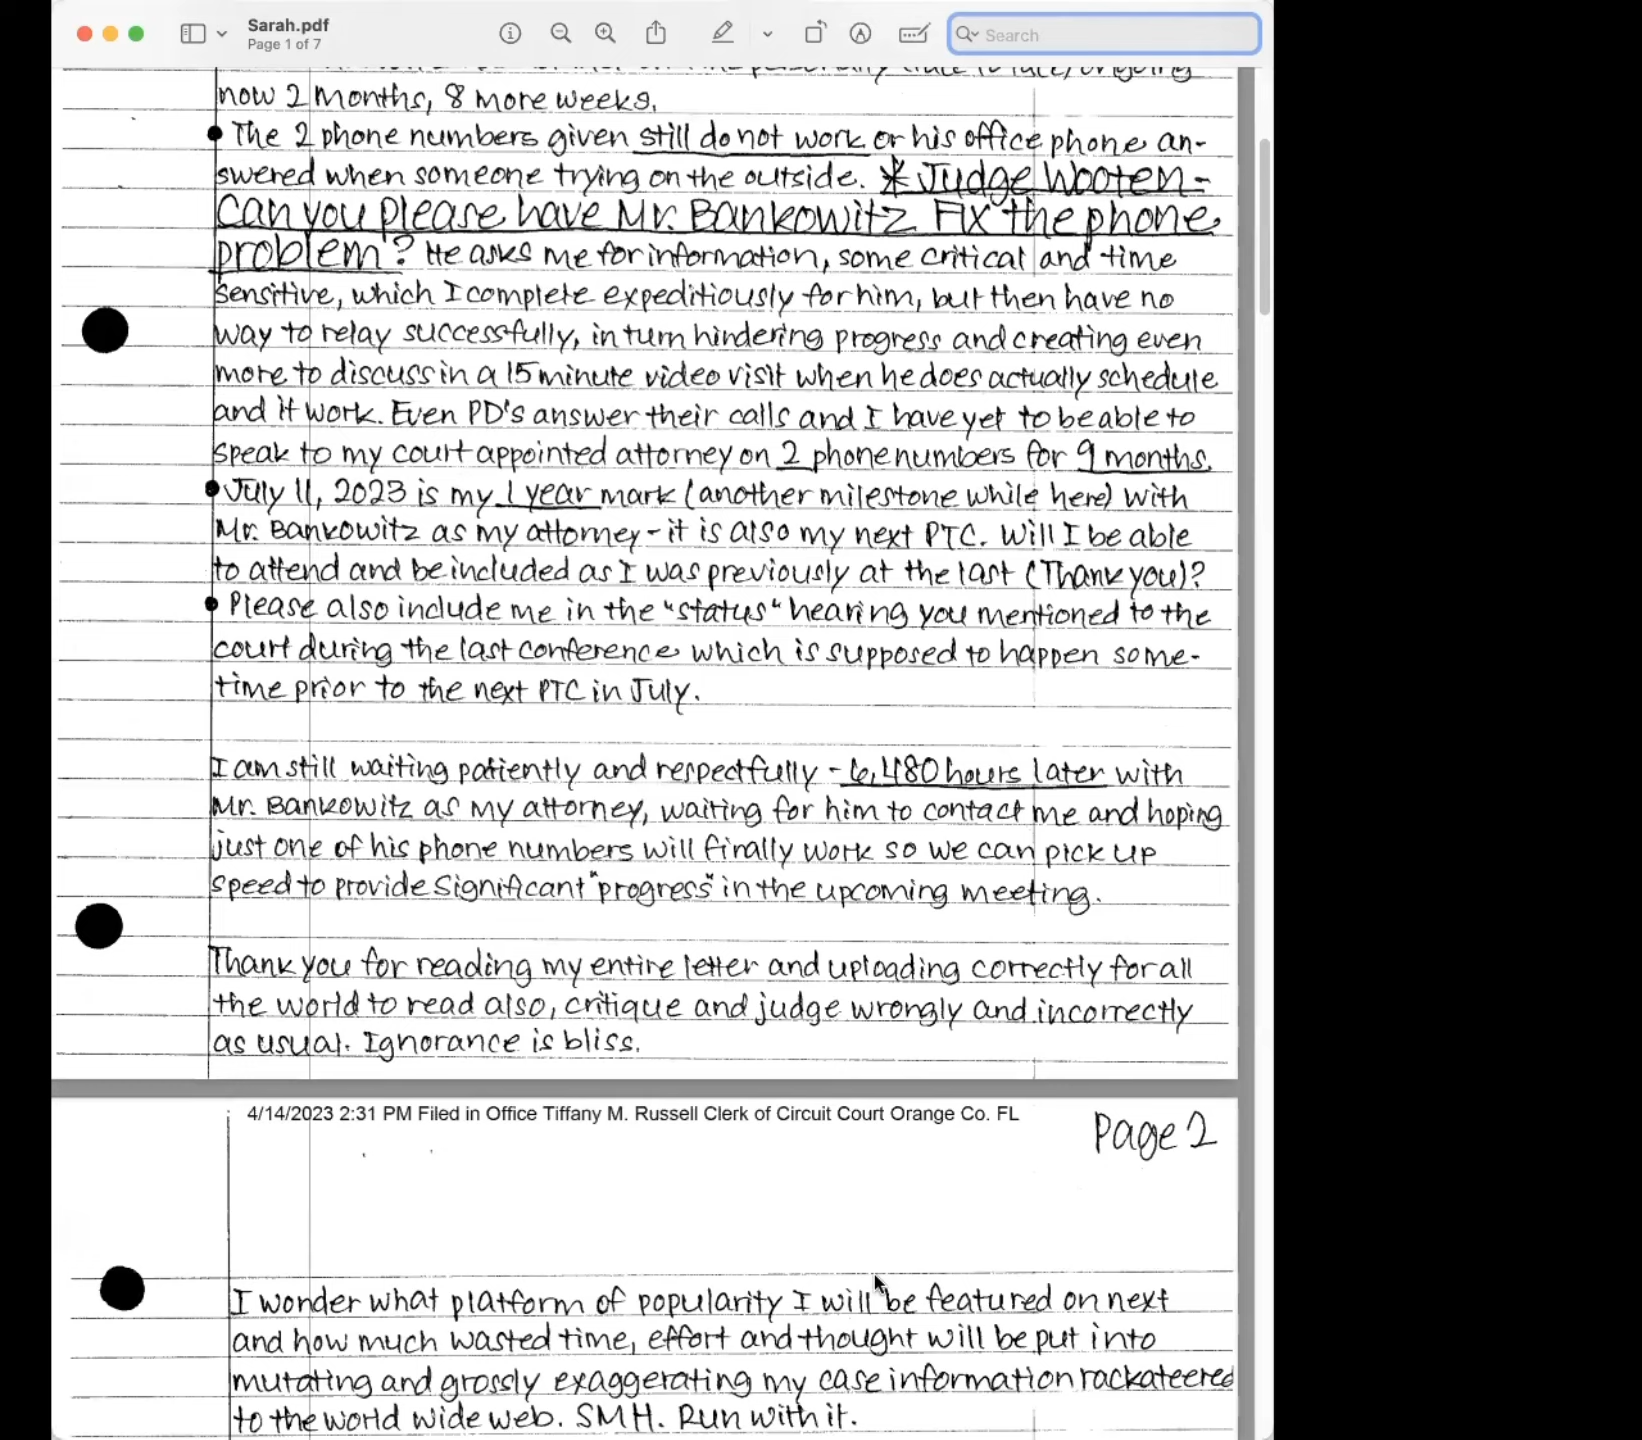 Sarah.pdf
Page 1 of 7
Search
now 2 months, 8 more weeks.
The 2 phone numbers given still do not work or his office phone an-
swered when someone trying on the outside. * Judge Wooten-
Can you please have Mr. Bankowitz Fix the phone
problem? He asks me for information, some critical and time
sensitive, which I complete expeditiously for him, but then have no
way to relay successfully, in turn hindering progress and creating even
more to discuss in a 15 minute video visit when he does actually schedule
and it work. Even PD's answer their calls and I have yet to be able to
speak to my court appointed attorney on 2 phone numbers for 9 months.
July 11, 2023 is my 1 year mark (another milestone while here) with
Mr. Bankowitz as my attorney - it is also my next PTC. Will I be able
to attend and be included as I was previously at the last (Thank you)?
Please also include me in the "status" hearing you mentioned to the
court during the last conference which is supposed to happen some-
time prior to the next PTC in July.
I am still waiting patiently and respectfully - 6,480 hours later with
Mr. Bankowitz as my attorney, waiting for him to contact me and hoping
just one of his phone numbers will finally work so we can pick up
speed to provide significant "progress" in the upcoming meeting.
Thank you for reading my entire letter and uploading correctly for all
the world to read also, critique and judge wrongly and incorrectly
as usual. Ignorance is bliss.
4/14/2023 2:31 PM Filed in Office Tiffany M. Russell Clerk of Circuit Court Orange Co. FL
Page 2
I wonder what platform of popularity I will be featured on next
and how much wasted time, effort and thought will be put into
mutating and grossly exaggerating my case information rackateered
to the world wide web. SMH. Run with it.